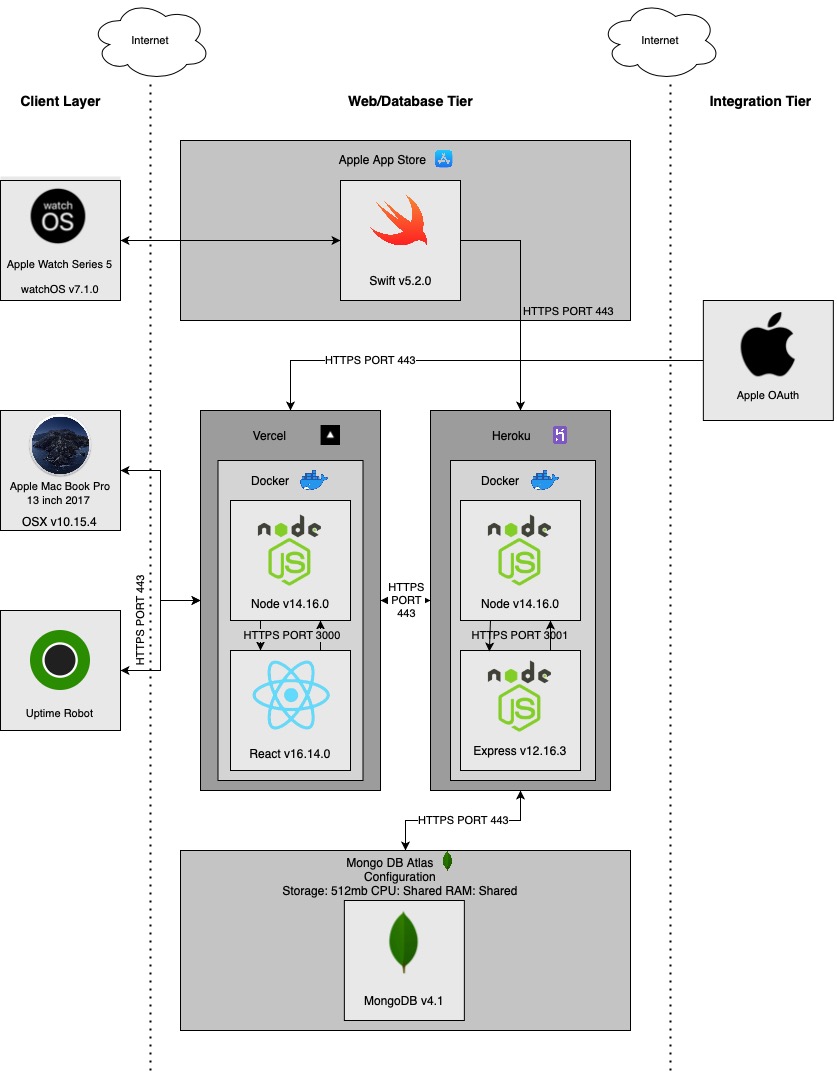 Internet
Internet
Client Layer
Web/Database Tier
Integration Tier
Apple App Store
watch
OS
Apple Watch Series 5
watchOS v7.1.0
Swift v5.2.0
HTTPS PORT 443
HTTPS PORT 443
Apple OAuth
Vercel
Heroku
Apple Mac Book Pro
13 inch 2017
OSX v10.15.4
Docker
Docker
node
JS
Node v14.16.0
node
JS
Node v14.16.0
HTTPS
PORT
443
HTTPS PORT 443
HTTPS PORT 3000
HTTPS PORT 3001
Uptime Robot
React v16.14.0
node
JS
Express v12.16.3
HTTPS PORT 443
Mongo DB Atlas
Configuration
Storage: 512mb CPU: Shared RAM: Shared
MongoDB v4.1